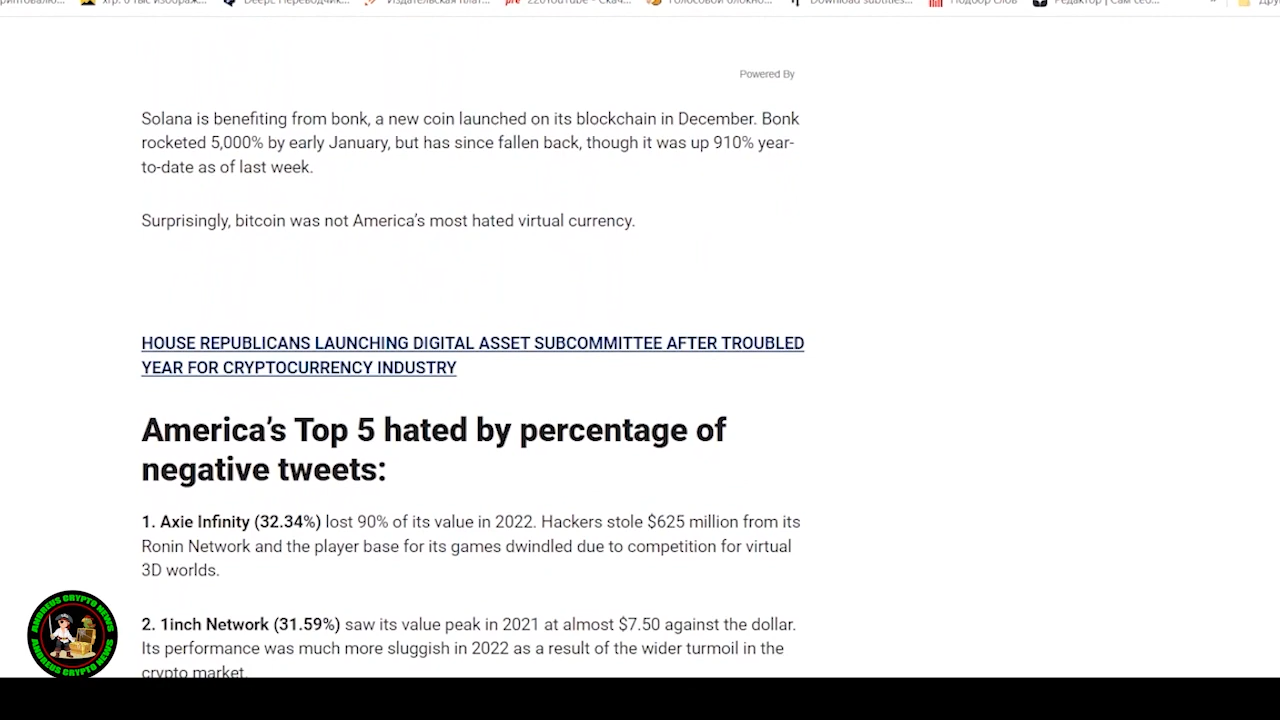 Powered By
Solana is benefiting from bonk, a new coin launched on its blockchain in December. Bonk
rocketed 5,000% by early January, but has since fallen back, though it was up 910% year-
to-date as of last week.
Surprisingly, bitcoin was not America's most hated virtual currency.
HOUSE REPUBLICANS LAUNCHING DIGITAL ASSET SUBCOMMITTEE AFTER TROUBLED
YEAR FOR CRYPTOCURRENCY INDUSTRY
America's Top 5 hated by percentage of
negative tweets:
1. Axie Infinity (32.34%) lost 90% of its value in 2022. Hackers stole $625 million from its
Ronin Network and the player base for its games dwindled due to competition for virtual
3D worlds.
2. 1inch Network (31.59%) saw its value peak in 2021 at almost $7.50 against the dollar.
Its performance was much more sluggish in 2022 as a result of the wider turmoil in the
crypto market.
ANDREUS CRYPTO NEWS
ANDREUS CRYPTO NEWS